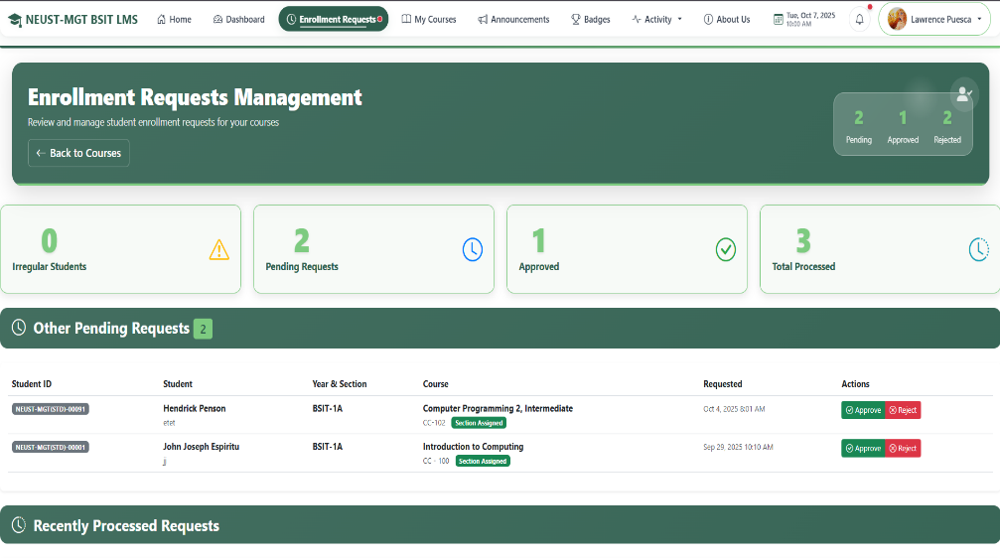 NEUST-MGT BSIT LMS
Home
Dashboard
Enrollment Requests
My Courses
Announcements
Badges
Activity
About Us
Tue, Oct 7, 2025
10:00 AM
Lawrence Puesca
Enrollment Requests Management
Review and manage student enrollment requests for your courses
← Back to Courses
2 1 2
Pending Approved Rejected
0
Irregular Students
2
Pending Requests
1
Approved
3
Total Processed
Other Pending Requests 2
Student ID Student Year & Section Course Requested Actions
NEUST-MGT(STD)-00091 Hendrick Penson BSIT-1A Computer Programming 2, Intermediate Oct 4, 2025 8:01 AM Approve Reject
etet CC-102 Section Assigned
NEUST-MGT(STD)-00001 John Joseph Espiritu BSIT-1A Introduction to Computing Sep 29, 2025 10:10 AM Approve Reject
jj CC - 100 Section Assigned
Recently Processed Requests